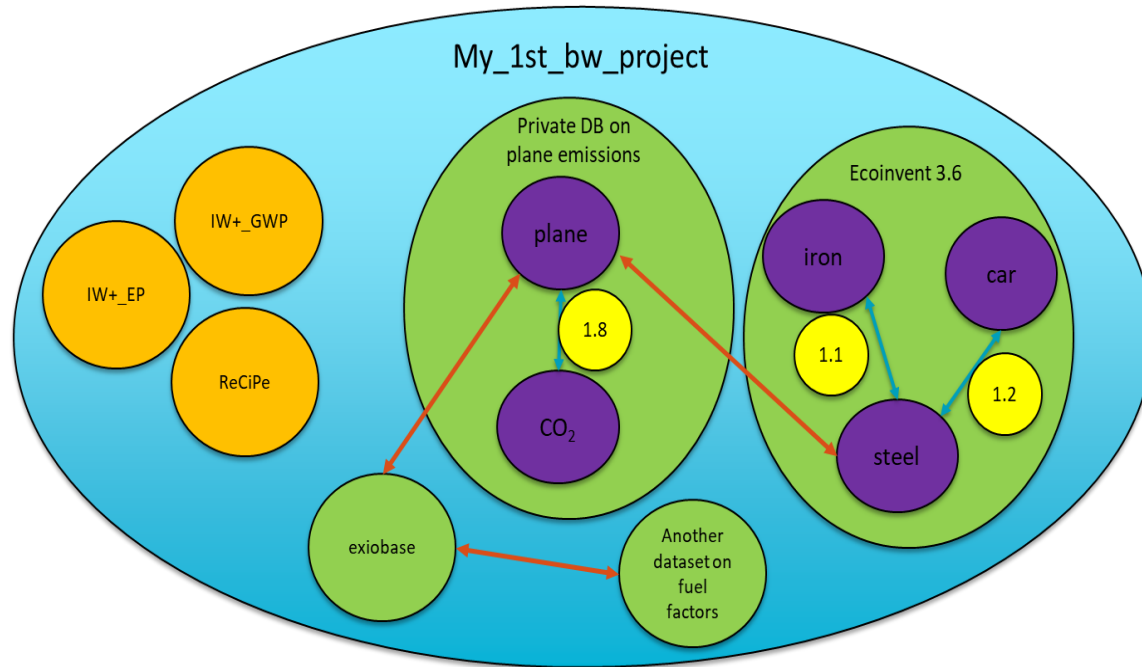 My_1st_bw_project
Private DB on
plane emissions
Ecoinvent 3.6
IW+_GWP
plane
iron
car
IW+_EP
1.8
1.1
ReCiPe
1.2
CO₂
steel
exiobase
Another
dataset on
fuel
factors